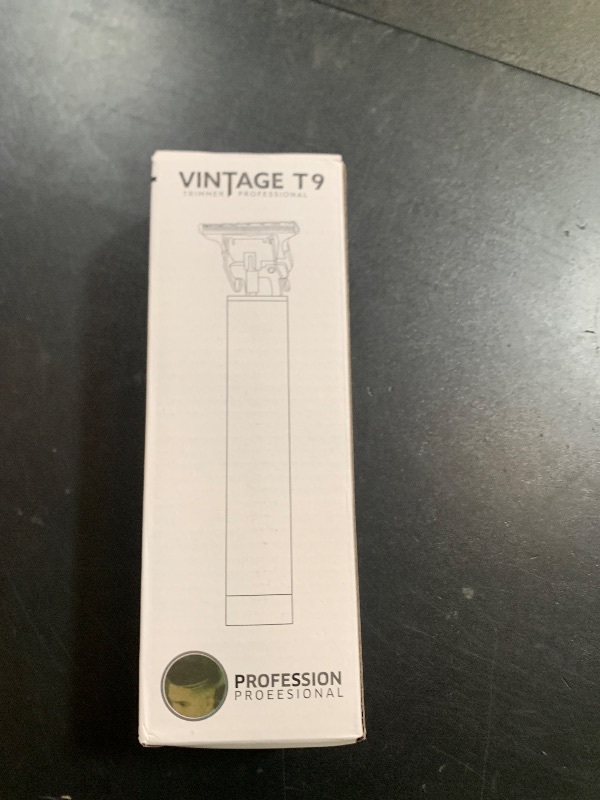 VINTAGE T9
TRIMMER PROFESSIONAL
PROFESSION
PROEESIONAL